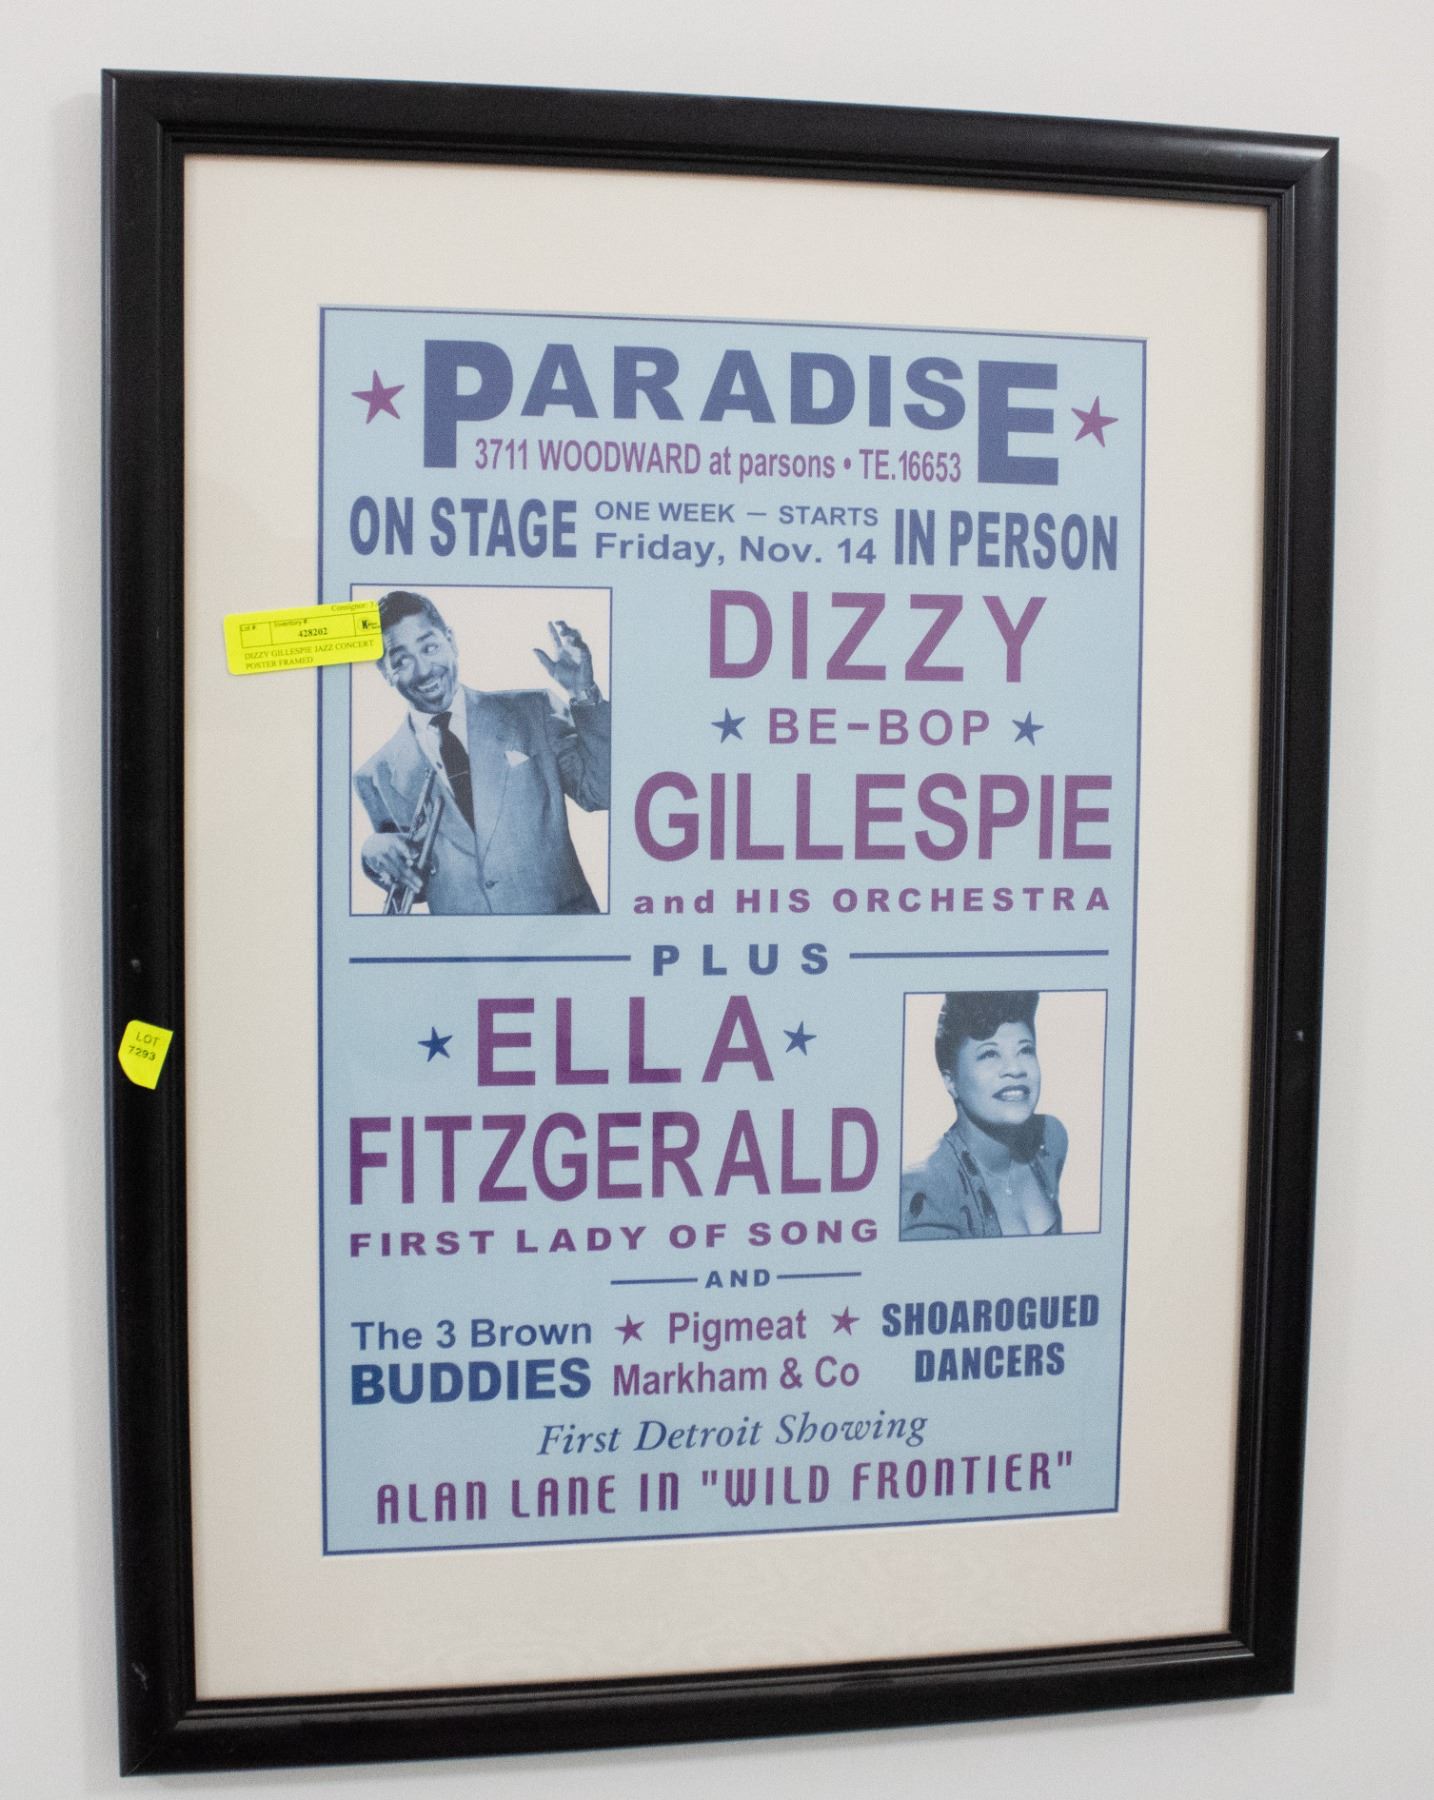 PARADISE
3711 WOODWARD at parsons • TE.16653
ON STAGE
ONE WEEK – STARTS
Friday, Nov. 14
IN PERSON
Consignor:
Lot #: Inventory #:
428202
DIZZY GILLESPIE JAZZ CONCERT
POSTER FRAMED
DIZZY
BE-BOP
GILLESPIE
and HIS ORCHESTRA
PLUS
LOT
7293
ELLA
FITZGERALD
FIRST LADY OF SONG
AND
The 3 Brown
BUDDIES
Pigmeat
Markham & Co
SHOAROGUED
DANCERS
First Detroit Showing
ALAN LANE IN "WILD FRONTIER"